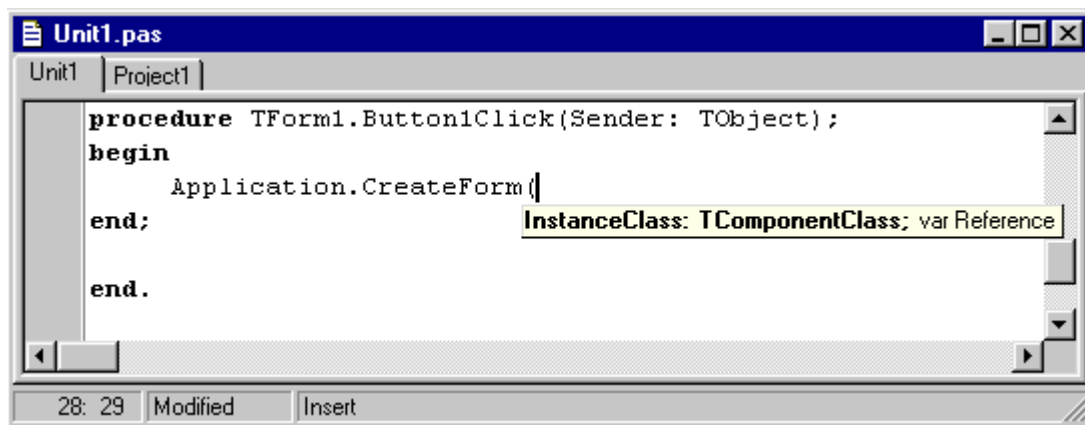 Unit1.pas
Unit1 Project1
procedure TForm1.Button1Click(Sender: TObject);
begin
Application.CreateForm(
end;
InstanceClass: TComponentClass; var Reference
end.
28: 29 Modified Insert